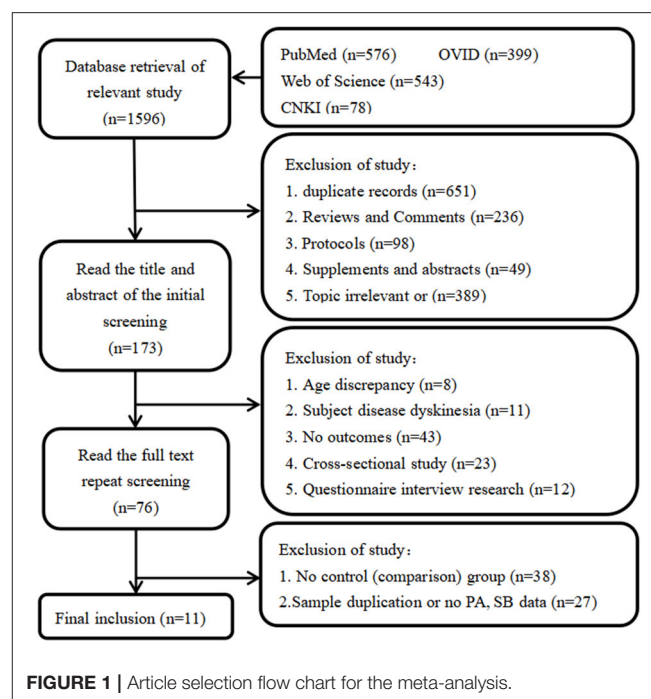 Database retrieval of
relevant study
(n=1596)
PubMed (n=576) OVID (n=399)
Web of Science (n=543)
CNKI (n=78)
Exclusion of study:
1. duplicate records (n=651)
2. Reviews and Comments (n=236)
3. Protocols (n=98)
4. Supplements and abstracts (n=49)
5. Topic irrelevant or (n=389)
Read the title and
abstract of the initial
screening
(n=173)
Exclusion of study:
1. Age discrepancy (n=8)
2. Subject disease dyskinesia (n=11)
3. No outcomes (n=43)
4. Cross-sectional study (n=23)
5. Questionnaire interview research (n=12)
Read the full text
repeat screening
(n=76)
Exclusion of study:
1. No control (comparison) group (n=38)
2.Sample duplication or no PA, SB data (n=27)
Final inclusion (n=11)
FIGURE 1 | Article selection flow chart for the meta-analysis.